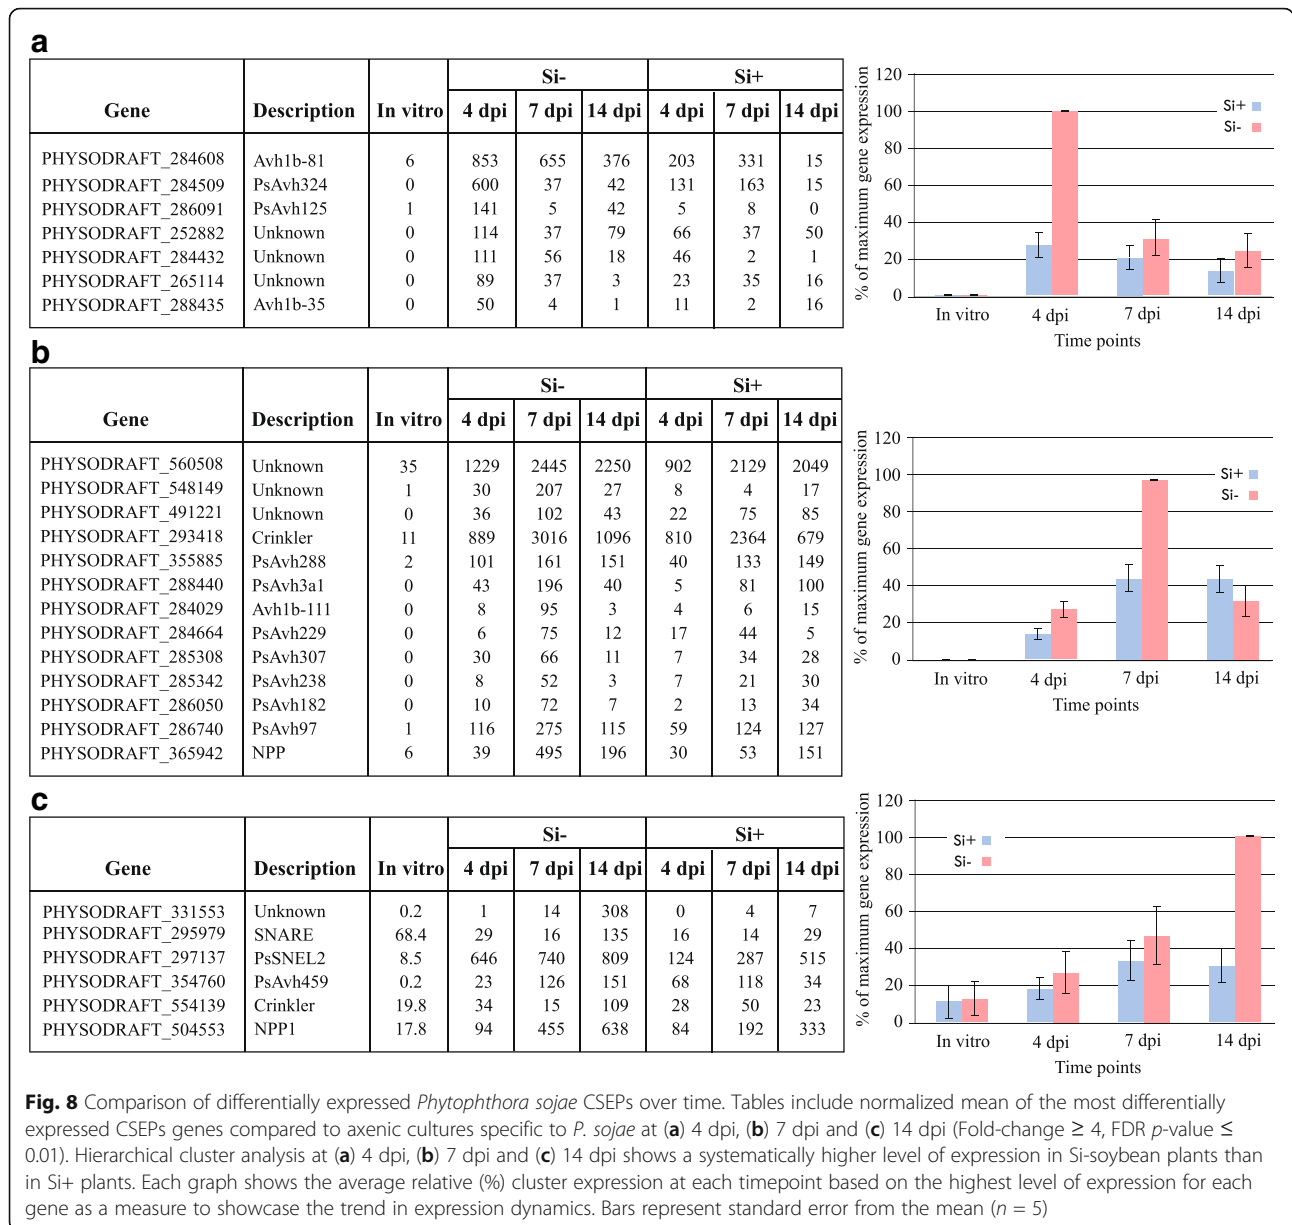 a
Si- Si+
Gene Description In vitro 4 dpi 7 dpi 14 dpi 4 dpi 7 dpi 14 dpi
PHYSODRAFT_284608 Avh1b-81 6 853 655 376 203 331 15
PHYSODRAFT_284509 PsAvh324 0 600 37 42 131 163 15
PHYSODRAFT_286091 PsAvh125 1 141 5 42 5 8 0
PHYSODRAFT_252882 Unknown 0 114 37 79 66 37 50
PHYSODRAFT_284432 Unknown 0 111 56 18 46 2 1
PHYSODRAFT_265114 Unknown 0 89 37 3 23 35 16
PHYSODRAFT_288435 Avh1b-35 0 50 4 1 11 2 16
% of maximum gene expression
120
100
80
60
40
20
0
Si+
Si-
In vitro 4 dpi 7 dpi 14 dpi
Time points
b
Si- Si+
Gene Description In vitro 4 dpi 7 dpi 14 dpi 4 dpi 7 dpi 14 dpi
PHYSODRAFT_560508 Unknown 35 1229 2445 2250 902 2129 2049
PHYSODRAFT_548149 Unknown 1 30 207 27 8 4 17
PHYSODRAFT_491221 Unknown 0 36 102 43 22 75 85
PHYSODRAFT_293418 Crinkler 11 889 3016 1096 810 2364 679
PHYSODRAFT_355885 PsAvh288 2 101 161 151 40 133 149
PHYSODRAFT_288440 PsAvh3a1 0 43 196 40 5 81 100
PHYSODRAFT_284029 Avh1b-111 0 8 95 3 4 6 15
PHYSODRAFT_284664 PsAvh229 0 6 75 12 17 44 5
PHYSODRAFT_285308 PsAvh307 0 30 66 11 7 34 28
PHYSODRAFT_285342 PsAvh238 0 8 52 3 7 21 30
PHYSODRAFT_286050 PsAvh182 0 10 72 7 2 13 34
PHYSODRAFT_286740 PsAvh97 1 116 275 115 59 124 127
PHYSODRAFT_365942 NPP 6 39 495 196 30 53 151
% of maximum gene expression
120
100
80
60
40
20
0
Si+
Si-
In vitro 4 dpi 7 dpi 14 dpi
Time points
c
Si- Si+
Gene Description In vitro 4 dpi 7 dpi 14 dpi 4 dpi 7 dpi 14 dpi
PHYSODRAFT_331553 Unknown 0.2 1 14 308 0 4 7
PHYSODRAFT_295979 SNARE 68.4 29 16 135 16 14 29
PHYSODRAFT_297137 PsSNEL2 8.5 646 740 809 124 287 515
PHYSODRAFT_354760 PsAvh459 0.2 23 126 151 68 118 34
PHYSODRAFT_554139 Crinkler 19.8 34 15 109 28 50 23
PHYSODRAFT_504553 NPP1 17.8 94 455 638 84 192 333
% of maximum gene expression
120
100
80
60
40
20
0
Si+
Si-
In vitro 4 dpi 7 dpi 14 dpi
Time points
Fig. 8 Comparison of differentially expressed Phytophthora sojae CSEPs over time. Tables include normalized mean of the most differentially
expressed CSEPs genes compared to axenic cultures specific to P. sojae at (a) 4 dpi, (b) 7 dpi and (c) 14 dpi (Fold-change ≥ 4, FDR p-value ≤
0.01). Hierarchical cluster analysis at (a) 4 dpi, (b) 7 dpi and (c) 14 dpi shows a systematically higher level of expression in Si-soybean plants than
in Si+ plants. Each graph shows the average relative (%) cluster expression at each timepoint based on the highest level of expression for each
gene as a measure to showcase the trend in expression dynamics. Bars represent standard error from the mean (n = 5)